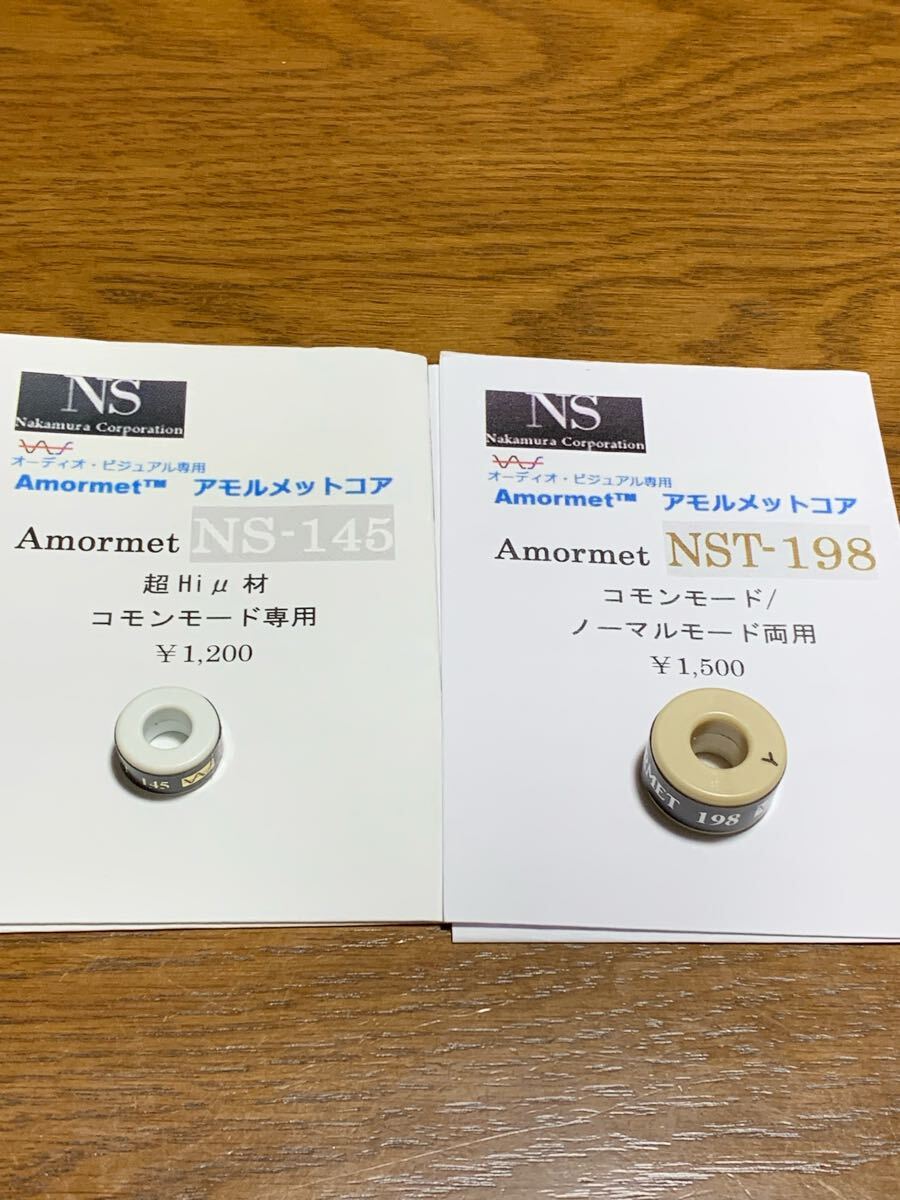 NS
Nakamura Corporation
オーディオ・ビジュアル専用
Amormet™ アモルメットコア
Amormet NS-145
超Hiμ材
コモンモード専用
￥1,200
145
NS
Nakamura Corporation
オーディオ・ビジュアル専用
Amormet™ アモルメットコア
Amormet NST-198
コモンモード/
ノーマルモード両用
￥1,500
Y
198